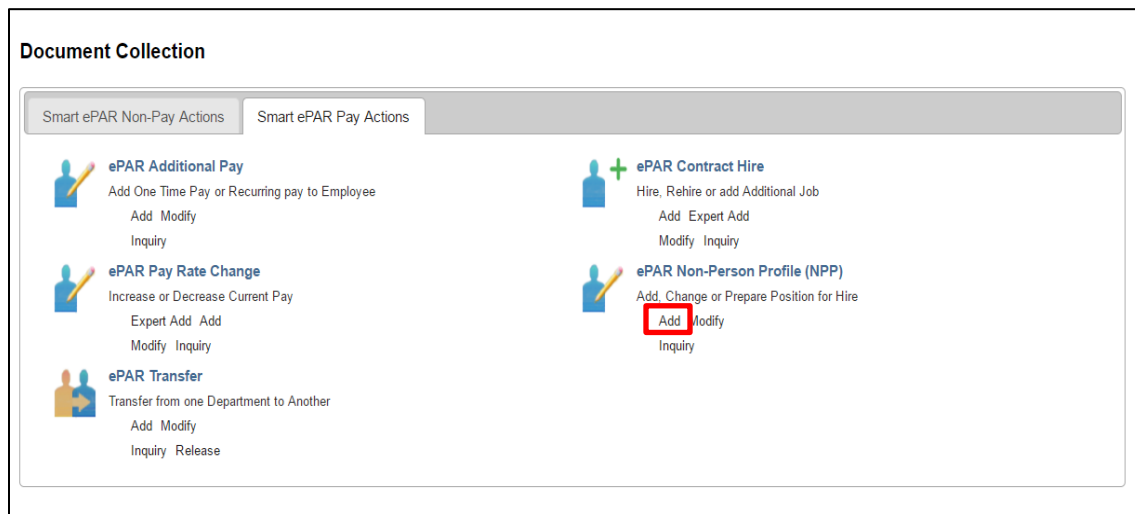 Document Collection
Smart ePAR Non-Pay Actions Smart ePAR Pay Actions
ePAR Additional Pay
Add One Time Pay or Recurring pay to Employee
Add Modify
Inquiry
ePAR Contract Hire
Hire, Rehire or add Additional Job
Add Expert Add
Modify Inquiry
ePAR Pay Rate Change
Increase or Decrease Current Pay
Expert Add Add
Modify Inquiry
ePAR Non-Person Profile (NPP)
Add, Change or Prepare Position for Hire
Add Modify
Inquiry
ePAR Transfer
Transfer from one Department to Another
Add Modify
Inquiry Release